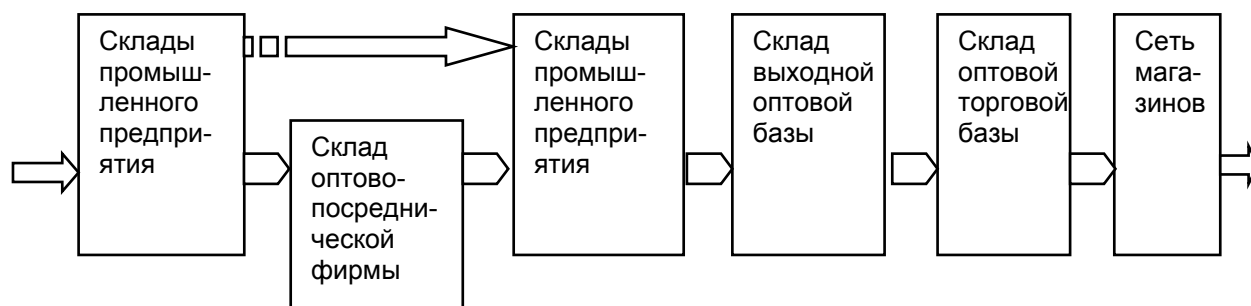 Склады
промыш-
ленного
предпри-
ятия
Склад
оптово-
посредни-
ческой
фирмы
Склады
промыш-
ленного
предпри-
ятия
Склад
выходной
оптовой
базы
Склад
оптовой
торговой
базы
Сеть
мага-
зинов